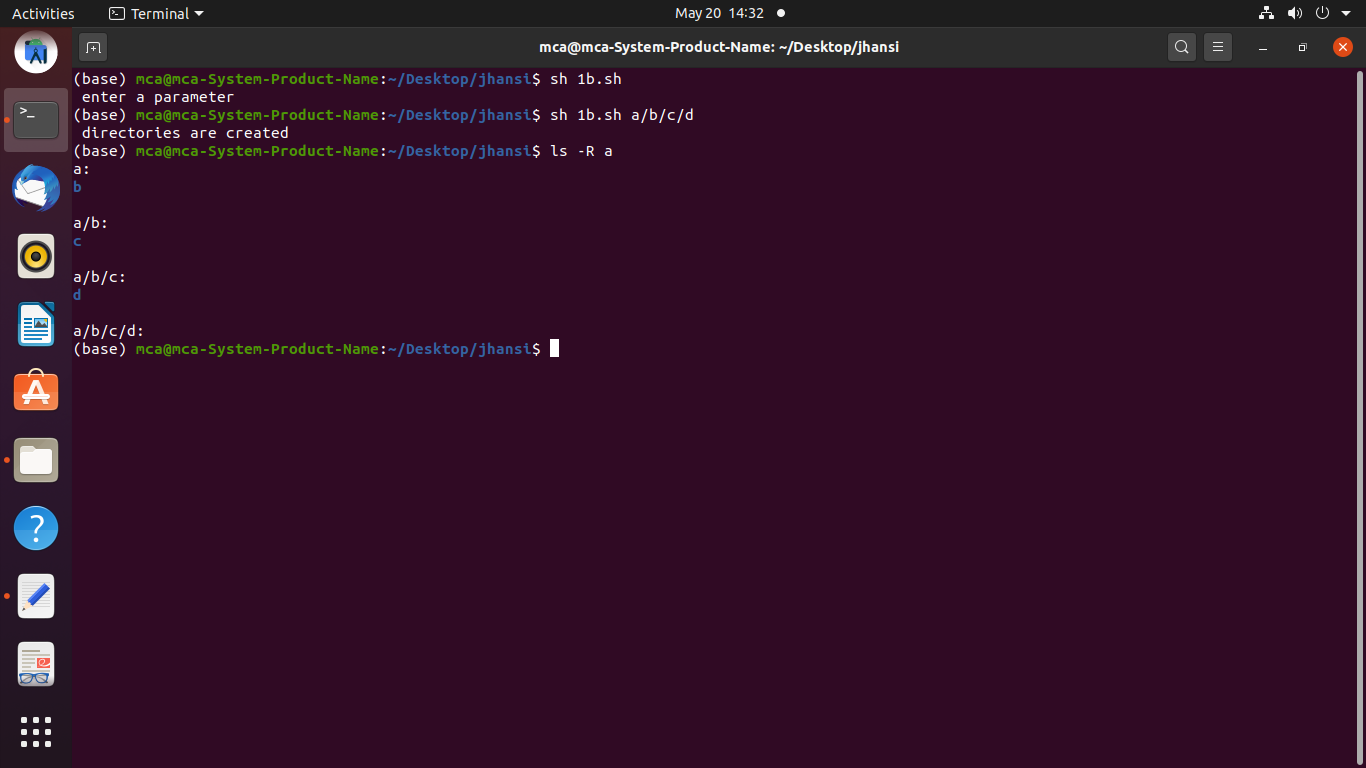 Activities
Terminal
May 20 14:32
mca@mca-System-Product-Name: ~/Desktop/jhansi
(base) mca@mca-System-Product-Name:~/Desktop/jhansi$ sh 1b.sh
 enter a parameter
(base) mca@mca-System-Product-Name:~/Desktop/jhansi$ sh 1b.sh a/b/c/d
 directories are created
(base) mca@mca-System-Product-Name:~/Desktop/jhansi$ ls -R a
a:
b
a/b:
c
a/b/c:
d
a/b/c/d:
(base) mca@mca-System-Product-Name:~/Desktop/jhansi$